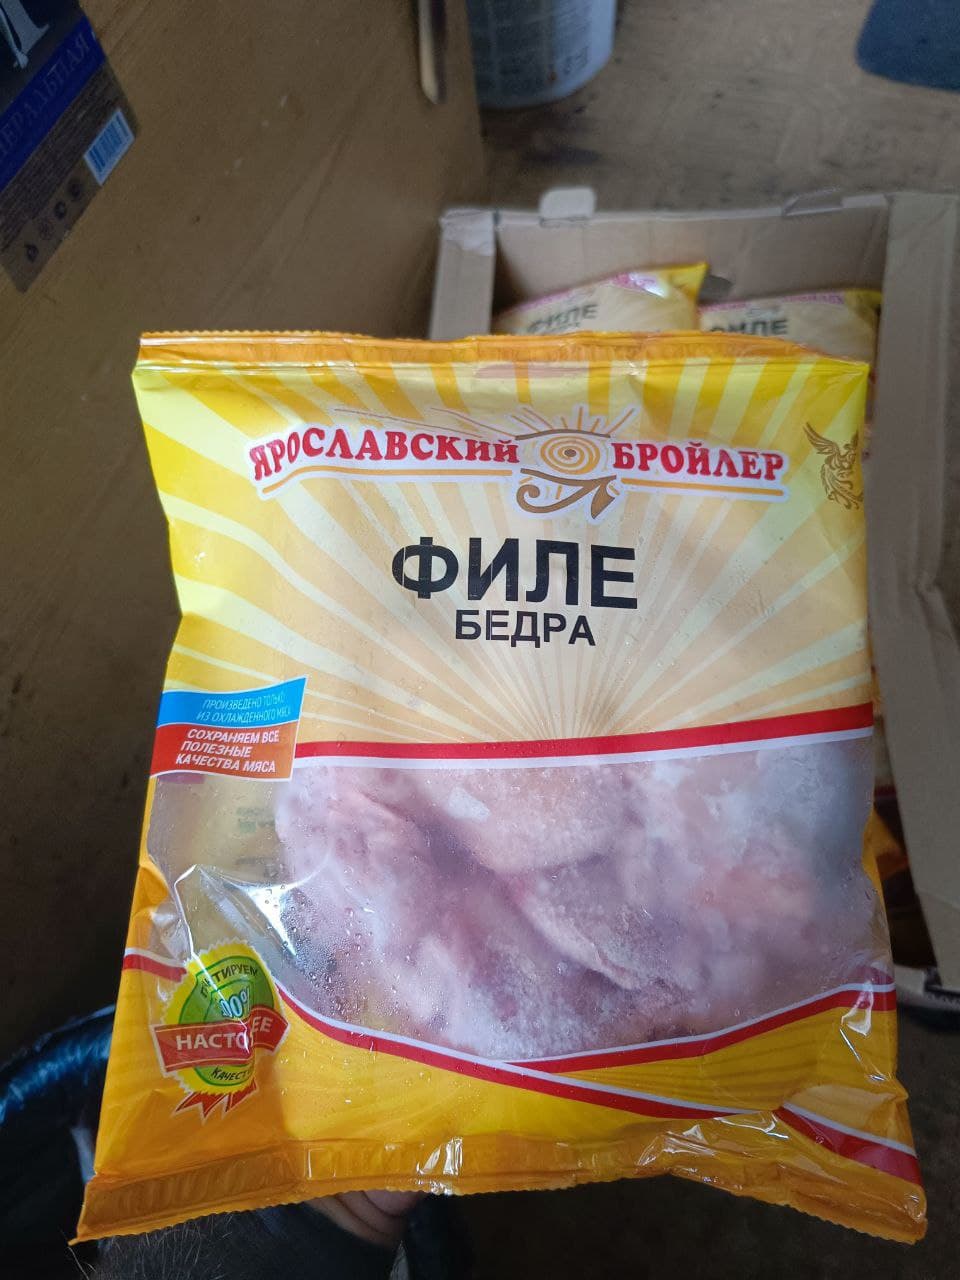 ФИЛЕ
ФИЛЕ
ЯРОСЛАВСКИЙ БРОЙЛЕР
ФИЛЕ
БЕДРА
ПРОИЗВЕДЕНО ТОЛЬКО
ИЗ ОХЛАЖДЕННОГО МЯСА
СОХРАНЯЕМ ВСЕ
ПОЛЕЗНЫЕ
КАЧЕСТВА МЯСА